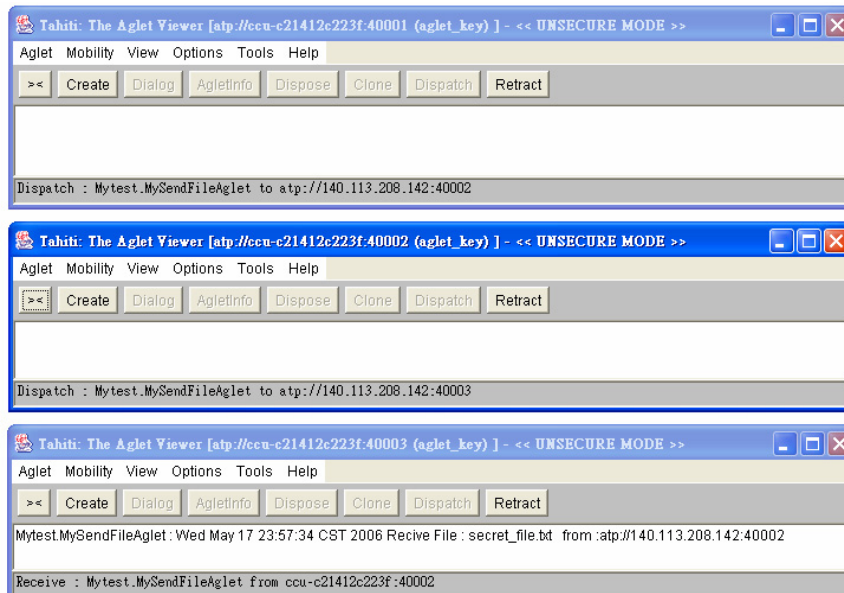 Tahiti: The Aglet Viewer [atp://ccu-c21412c223f:40001 (aglet_key) ] - << UNSECURE MODE >>
Aglet Mobility View Options Tools Help
>< Create Dialog AgletInfo Dispose Clone Dispatch Retract
Dispatch : Mytest.MySendFileAglet to atp://140.113.208.142:40002
Tahiti: The Aglet Viewer [atp://ccu-c21412c223f:40002 (aglet_key) ] - << UNSECURE MODE >>
Aglet Mobility View Options Tools Help
>< Create Dialog AgletInfo Dispose Clone Dispatch Retract
Dispatch : Mytest.MySendFileAglet to atp://140.113.208.142:40003
Tahiti: The Aglet Viewer [atp://ccu-c21412c223f:40003 (aglet_key) ] - << UNSECURE MODE >>
Aglet Mobility View Options Tools Help
>< Create Dialog AgletInfo Dispose Clone Dispatch Retract
Mytest.MySendFileAglet : Wed May 17 23:57:34 CST 2006 Recive File : secret_file.txt from :atp://140.113.208.142:40002
Receive : Mytest.MySendFileAglet from ccu-c21412c223f:40002